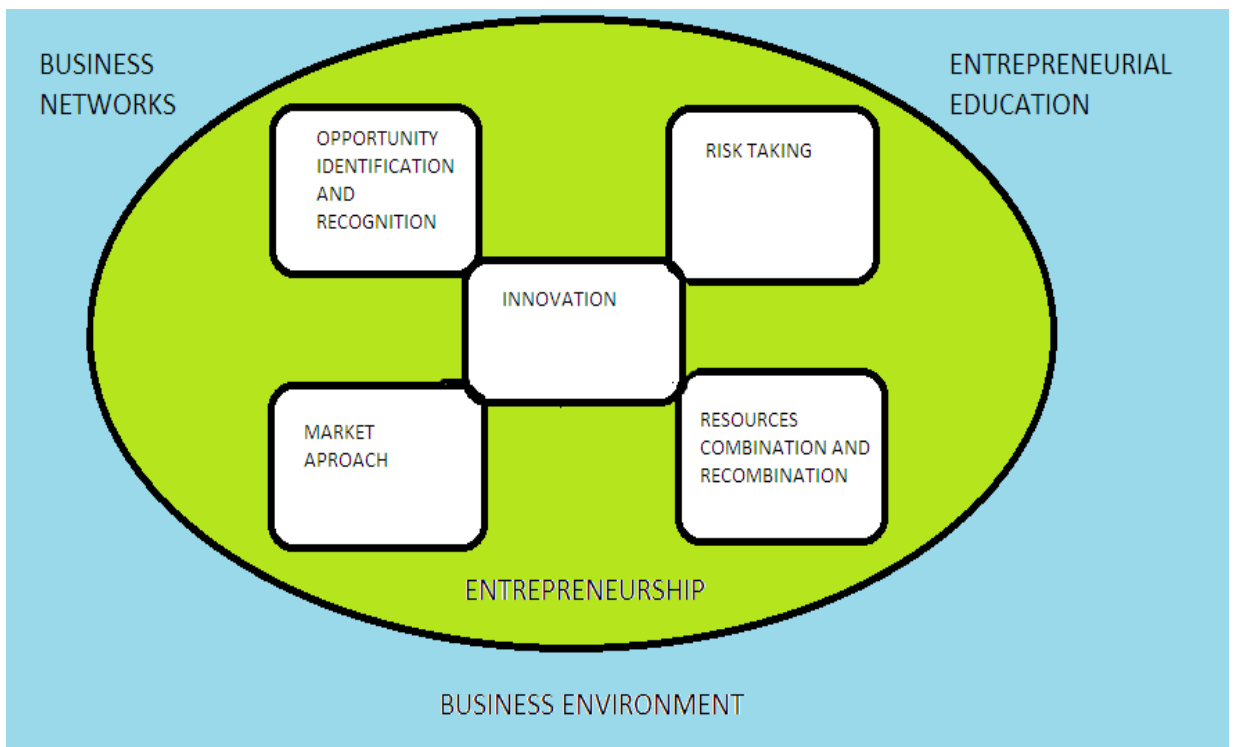 BUSINESS
NETWORKS
ENTREPRENEURIAL
EDUCATION
OPPORTUNITY
IDENTIFICATION
AND
RECOGNITION
RISK TAKING
INNOVATION
MARKET
APROACH
RESOURCES
COMBINATION AND
RECOMBINATION
ENTREPRENEURSHIP
BUSINESS ENVIRONMENT